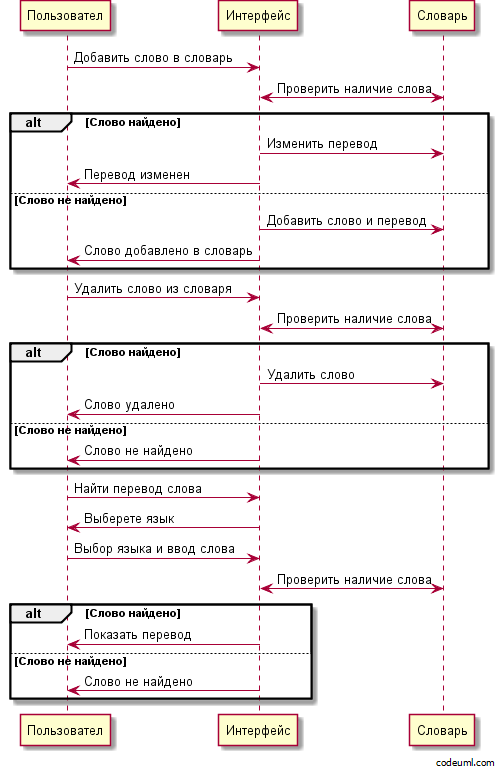 Пользовател Интерфейс Словарь
Добавить слово в словарь
Проверить наличие слова
alt [Слово найдено]
Изменить перевод
Перевод изменен
[Слово не найдено]
Добавить слово и перевод
Слово добавлено в словарь
Удалить слово из словаря
Проверить наличие слова
alt [Слово найдено]
Удалить слово
Слово удалено
[Слово не найдено]
Слово не найдено
Найти перевод слова
Выберете язык
Выбор языка и ввод слова
Проверить наличие слова
alt [Слово найдено]
Показать перевод
[Слово не найдено]
Слово не найдено
Пользовател Интерфейс Словарь
codeuml.com